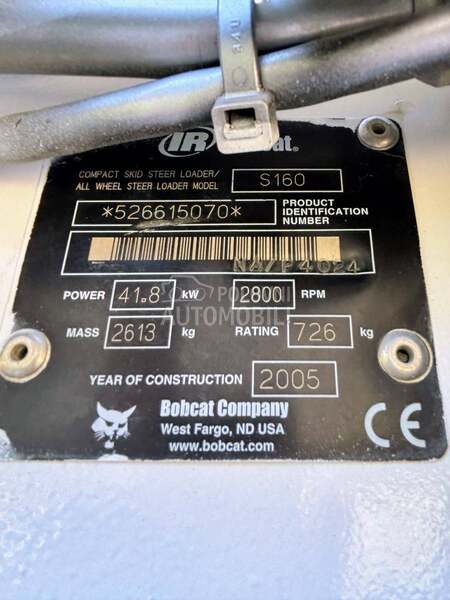 IR Bobcat
COMPACT SKID STEER LOADER/
ALL WHEEL STEER LOADER MODEL S160
*526615070* PRODUCT IDENTIFICATION NUMBER
POWER 41.8 kW 2800 RPM
POLOVNI
AUTOMOBILI
MASS 2613 kg RATING 726 kg
YEAR OF CONSTRUCTION 2005
Bobcat Company
West Fargo, ND USA
www.bobcat.com
CE